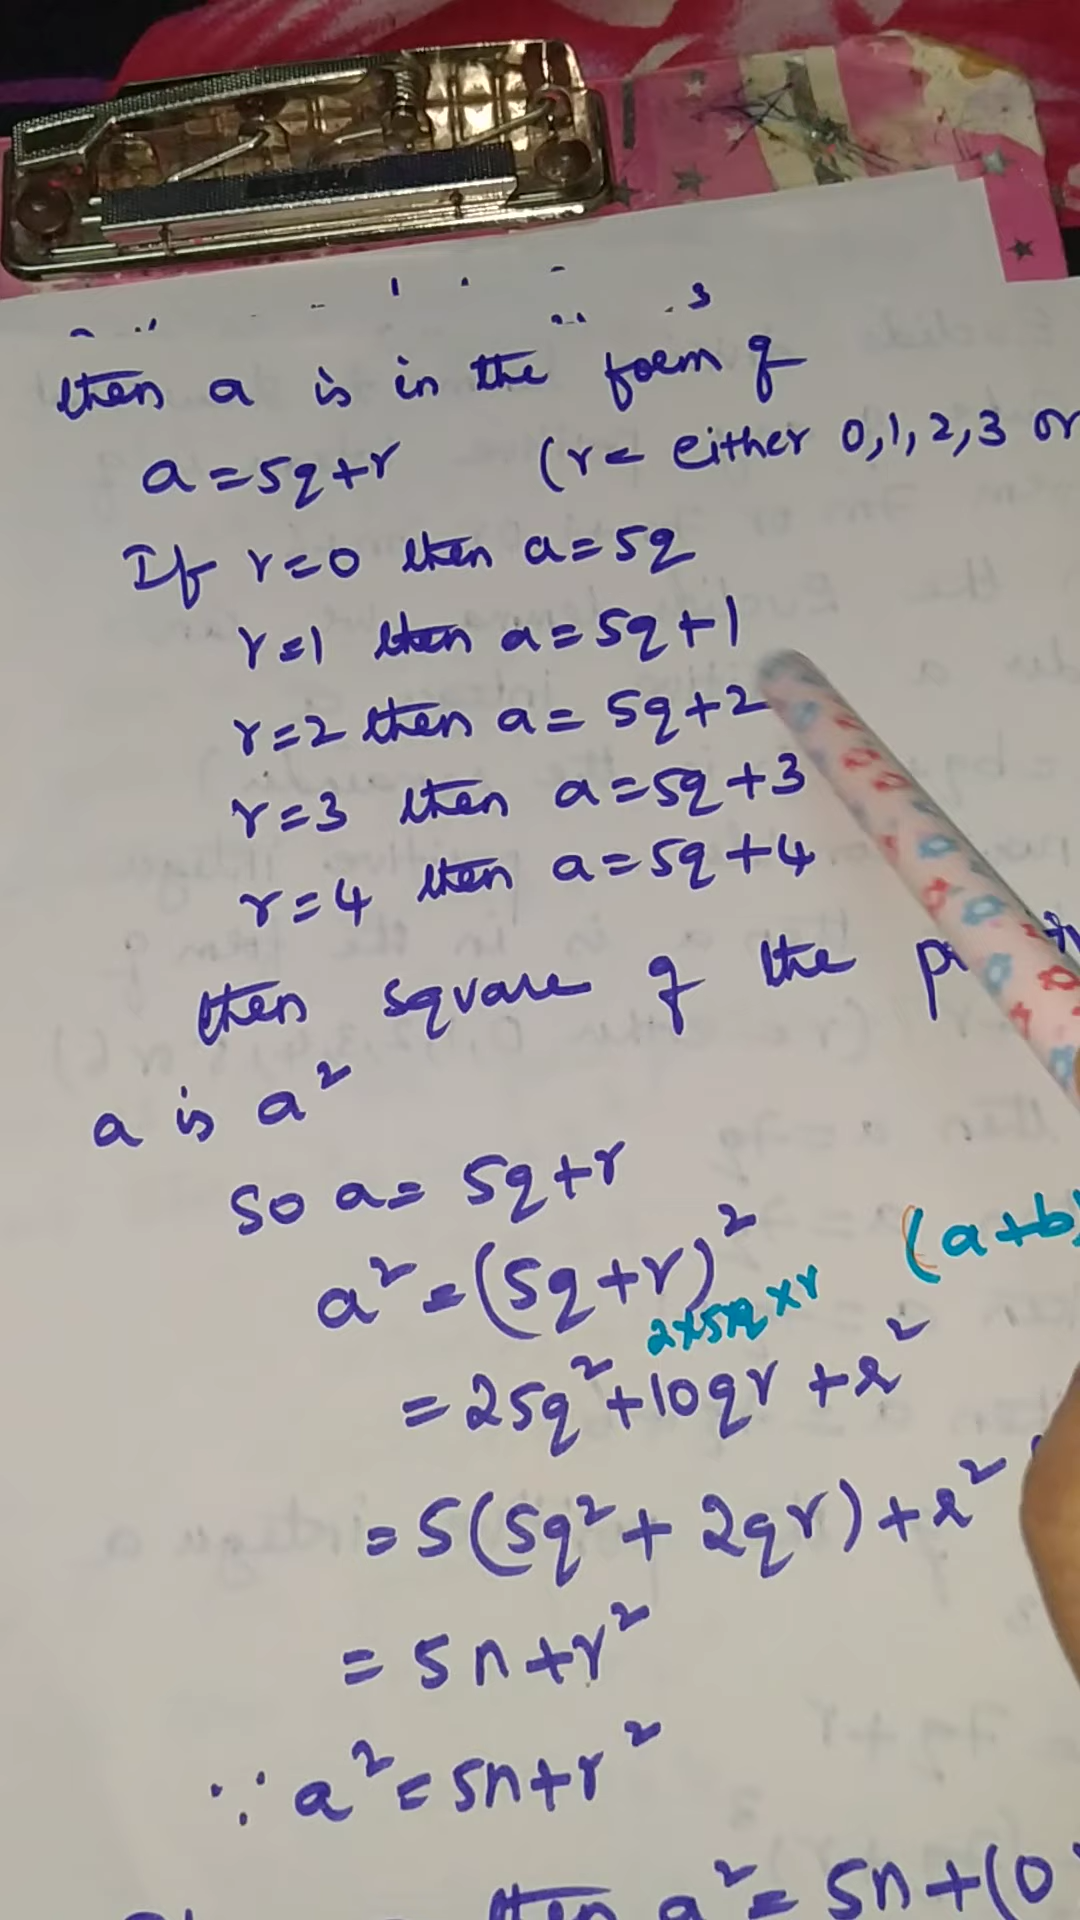 then a is in the form of
a=5q+r (r= either 0,1,2,3 or
If r=0 then a=5q
r=1 then a=5q+1
r=2 then a=5q+2
r=3 then a=5q+3
r=4 then a=5q+4
then square of the
a is a²
So a= 5q+r
a²=(5q+r)² (a+b)
2×5q×r
=25q²+10qr+r²
=5(5q²+2qr)+r²
=5n+r²
∵ a²=5n+r²
then a²=5n+(0